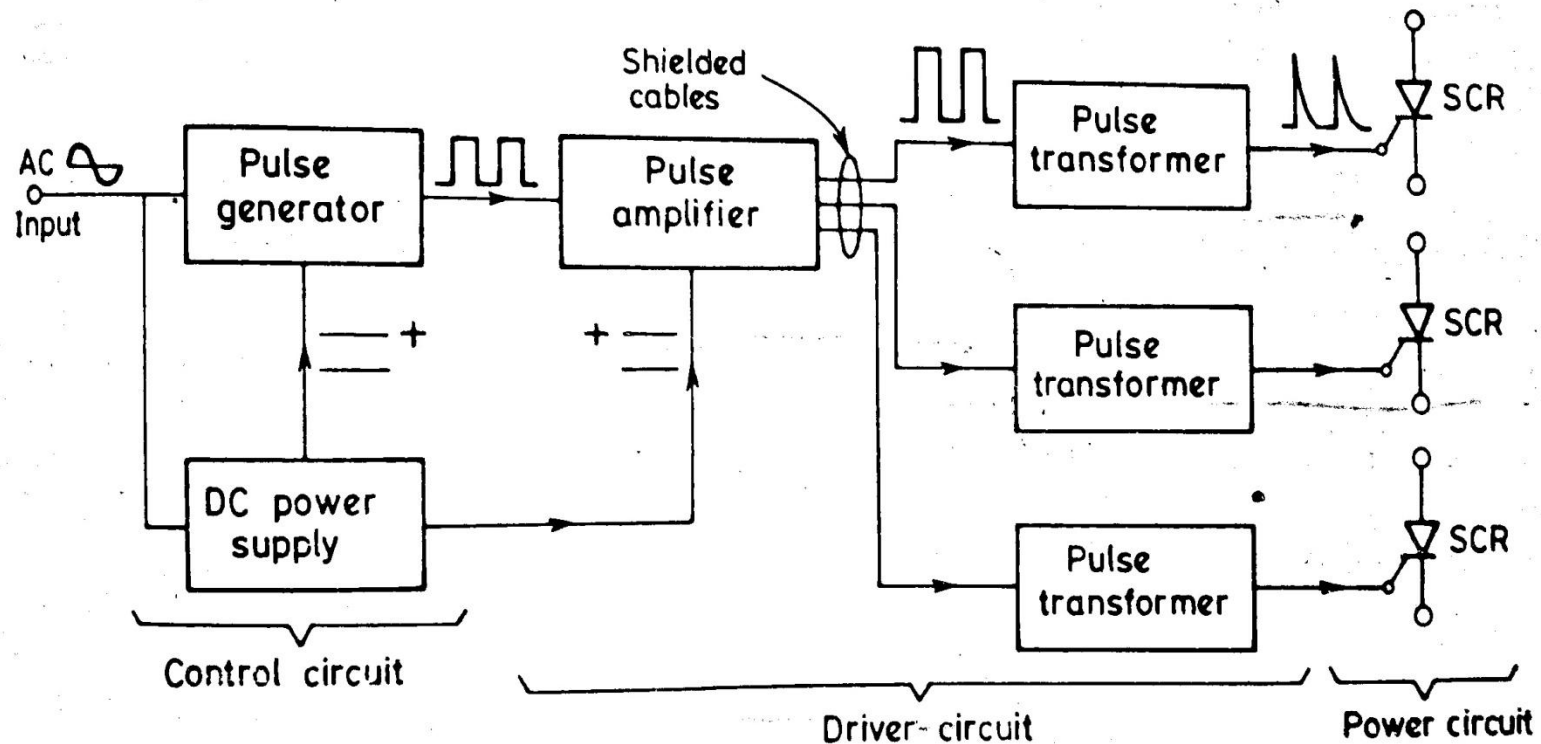 AC
Input
Pulse
generator
DC power
supply
+
+
Pulse
amplifier
Shielded
cables
Pulse
transformer
SCR
Pulse
transformer
SCR
Pulse
transformer
SCR
Control circuit
Driver-circuit
Power circuit